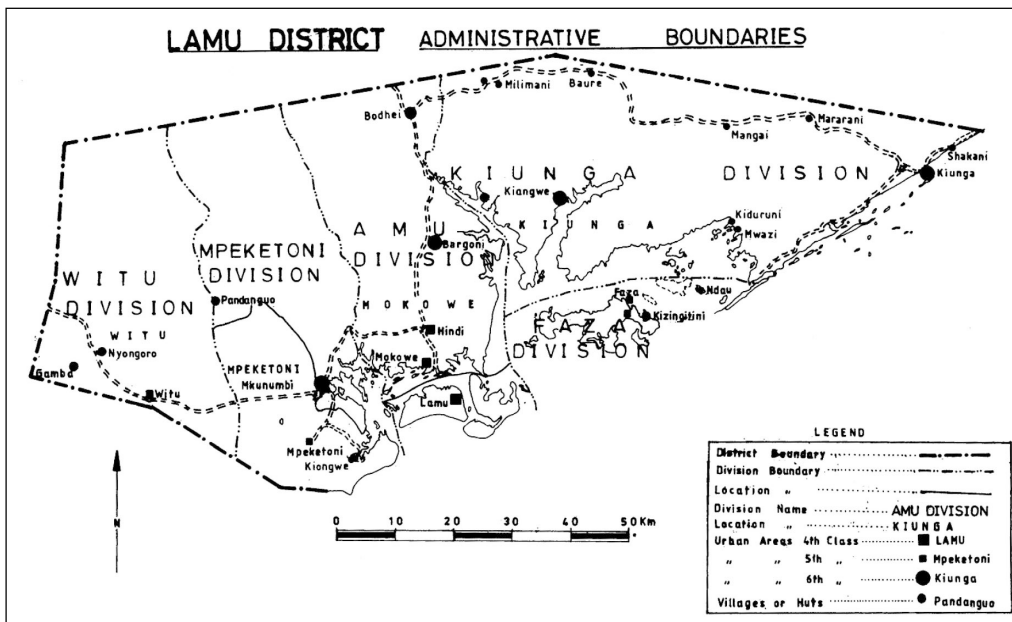 LAMU DISTRICT ADMINISTRATIVE BOUNDARIES
Milimani
Baure
Bodhei
Mangai
Mararani
Shakani
Kiunga
KIUNGA DIVISION
Kiangwe
KIUNGA
Kiduruni
Mwazi
AMU
DIVISION
Bargoni
MPEKETONI
DIVISION
WITU
DIVISION
Pandanguo
MOKOWE
Ndau
Faza
Kizingitini
FAZA
DIVISION
WITU
Nyongoro
Hindi
Gamba
Mokowe
MPEKETONI
Mkunumbi
Witu
Lamu
Mpeketoni
Kiongwe
N
0 10 20 30 40 50 Km
LEGEND
District Boundary
Division Boundary
Location „
Division Name AMU DIVISION
Location „ KIUNGA
Urban Areas 4th Class LAMU
„ „ 5th „ Mpeketoni
„ „ 6th „ Kiunga
Villages or Huts Pandanguo